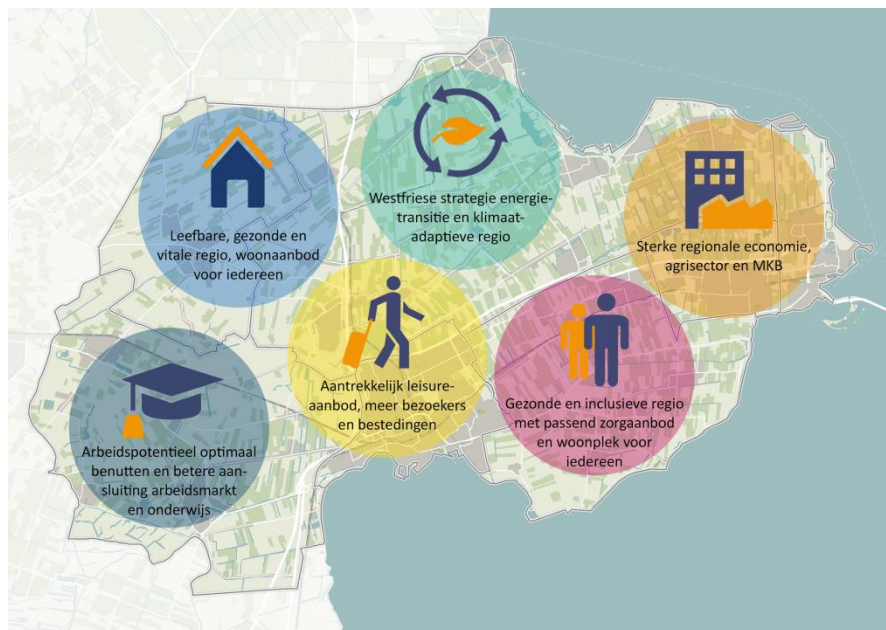 Leefbare, gezonde en
vitale regio, woonaanbod
voor iedereen
Westfriese strategie energie-
transitie en klimaat-
adaptieve regio
Sterke regionale economie,
agrisector en MKB
Arbeidspotentieel optimaal
benutten en betere aan-
sluiting arbeidsmarkt
en onderwijs
Aantrekkelijk leisure-
aanbod, meer bezoekers
en bestedingen
Gezonde en inclusieve regio
met passend zorgaanbod
en woonplek voor
iedereen